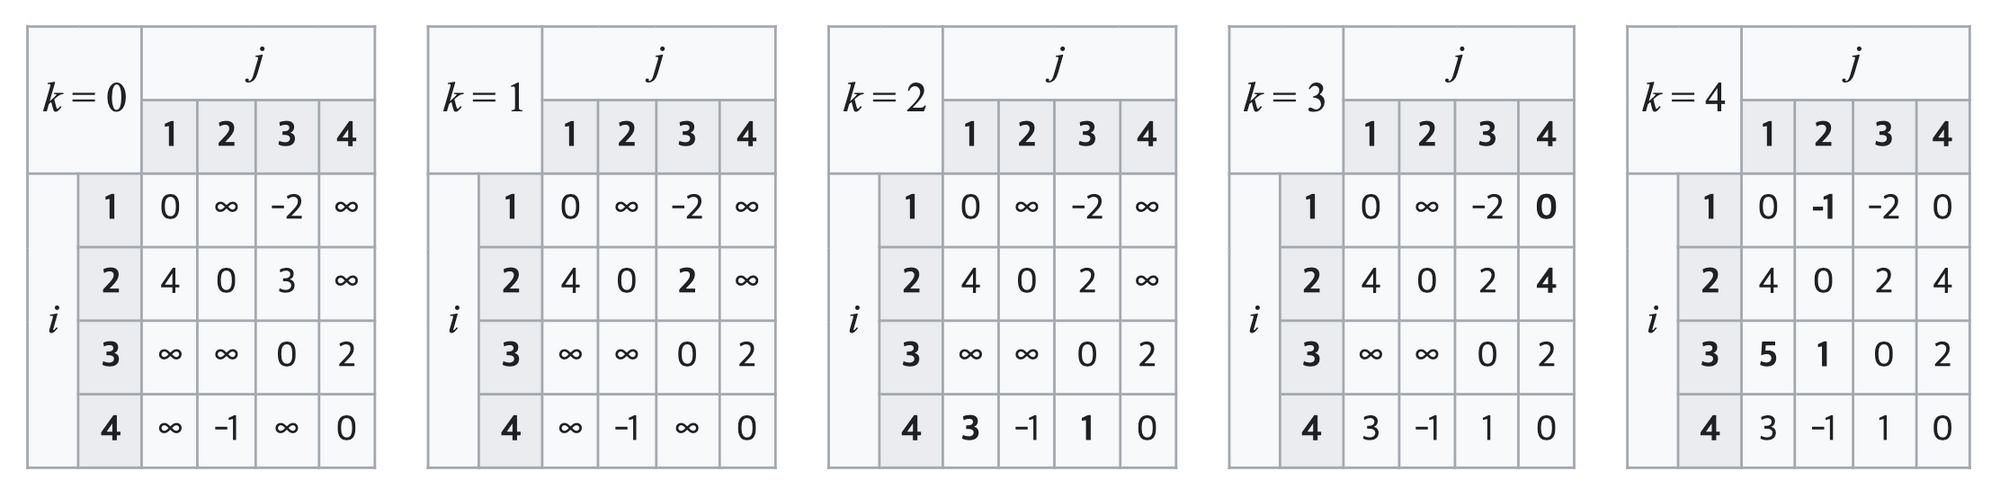 k = 0 j
1 2 3 4
i
1 0 ∞ −2 ∞
2 4 0 3 ∞
3 ∞ ∞ 0 2
4 ∞ −1 ∞ 0
k = 1 j
1 2 3 4
i
1 0 ∞ −2 ∞
2 4 0 2 ∞
3 ∞ ∞ 0 2
4 ∞ −1 ∞ 0
k = 2 j
1 2 3 4
i
1 0 ∞ −2 ∞
2 4 0 2 ∞
3 ∞ ∞ 0 2
4 3 −1 1 0
k = 3 j
1 2 3 4
i
1 0 ∞ −2 0
2 4 0 2 4
3 ∞ ∞ 0 2
4 3 −1 1 0
k = 4 j
1 2 3 4
i
1 0 -1 −2 0
2 4 0 2 4
3 5 1 0 2
4 3 −1 1 0